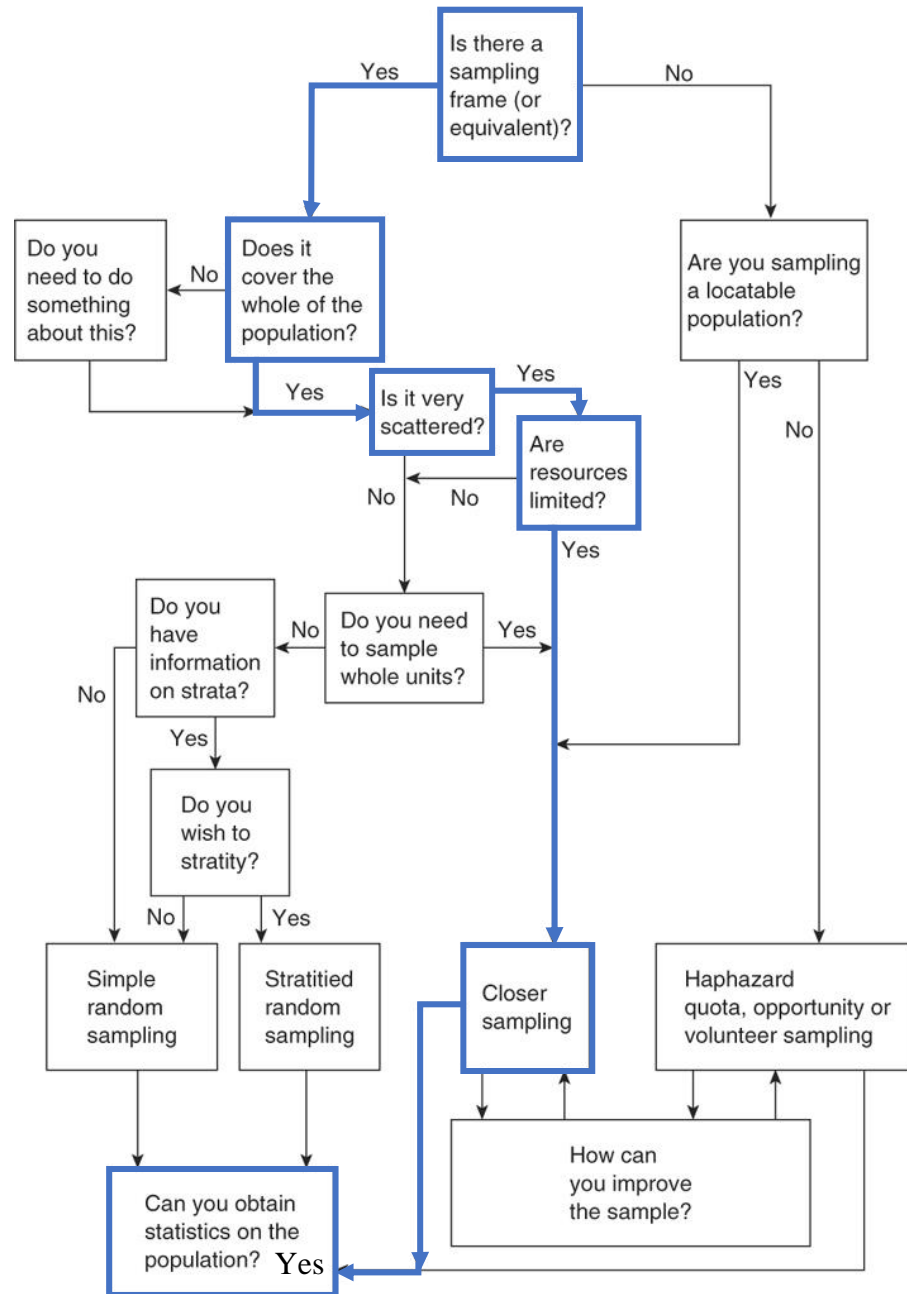 Is there a
sampling
frame (or
equivalent)?
Yes
No
Do you
need to do
something
about this?
No
Does it
cover the
whole of the
population?
Are you sampling
a locatable
population?
Yes
Is it very
scattered?
Yes
Yes
No
Are
resources
limited?
No
No
Yes
Do you
have
information
on strata?
No
Do you need
to sample
whole units?
Yes
No
Yes
Do you
wish to
stratity?
No
Yes
Simple
random
sampling
Stratitied
random
sampling
Closer
sampling
Haphazard
quota, opportunity or
volunteer sampling
How can
you improve
the sample?
Can you obtain
statistics on the
population? Yes